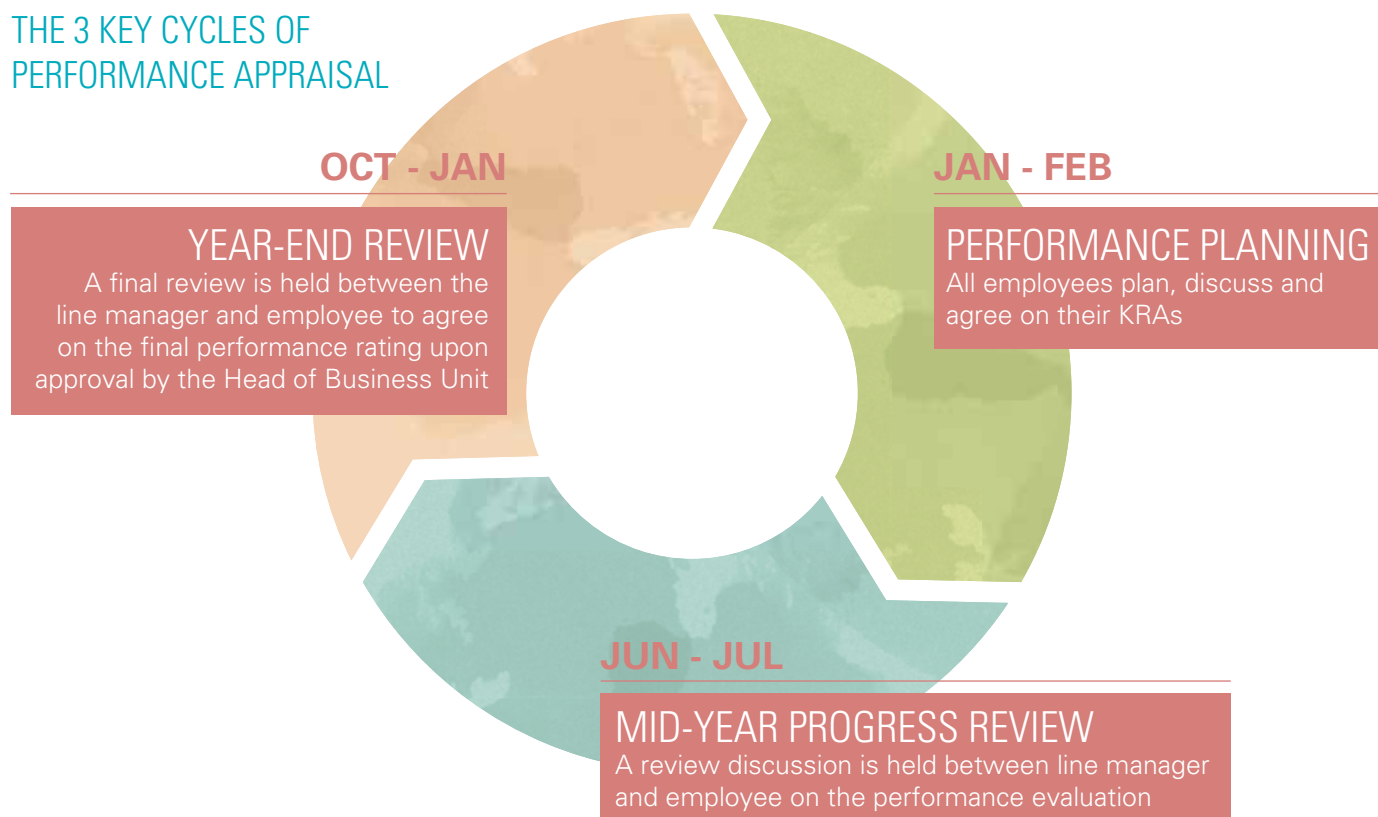 THE 3 KEY CYCLES OF
PERFORMANCE APPRAISAL
OCT - JAN
YEAR-END REVIEW
A final review is held between the
line manager and employee to agree
on the final performance rating upon
approval by the Head of Business Unit
JAN - FEB
PERFORMANCE PLANNING
All employees plan, discuss and
agree on their KRAs
JUN - JUL
MID-YEAR PROGRESS REVIEW
A review discussion is held between line manager
and employee on the performance evaluation